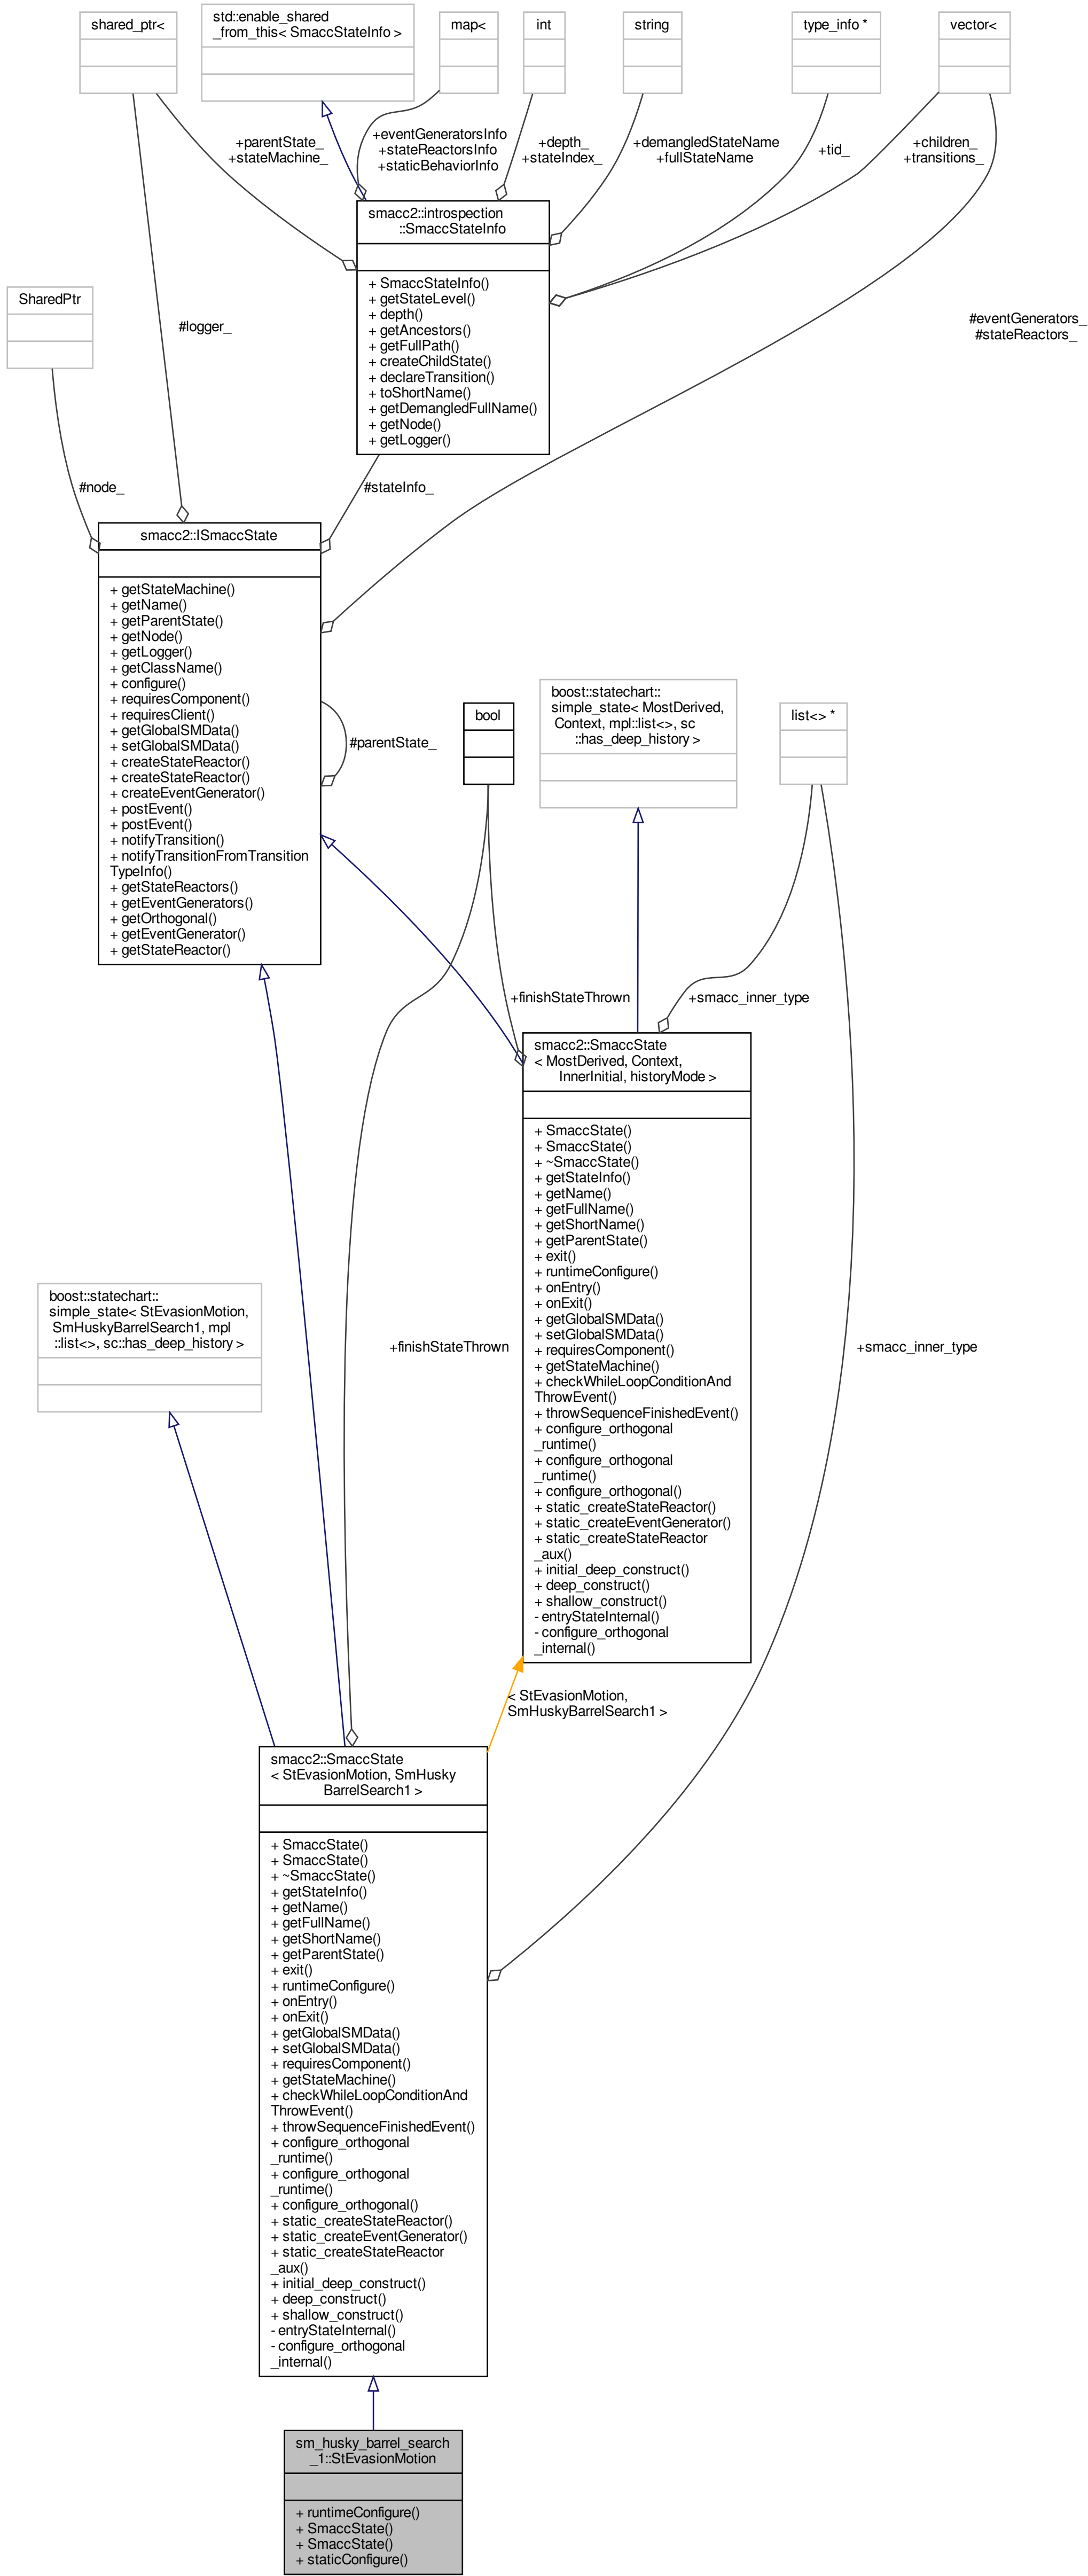 shared_ptr<
std::enable_shared
_from_this< SmaccStateInfo >
map<
int
string
type_info *
vector<
+parentState_
+stateMachine_
+eventGeneratorsInfo
+stateReactorsInfo
+staticBehaviorInfo
+depth_
+stateIndex_
+demangledStateName
+fullStateName
+tid_
+children_
+transitions_
smacc2::introspection
::SmaccStateInfo
+ SmaccStateInfo()
+ getStateLevel()
+ depth()
+ getAncestors()
+ getFullPath()
+ createChildState()
+ declareTransition()
+ toShortName()
+ getDemangledFullName()
+ getNode()
+ getLogger()
SharedPtr
#logger_
#eventGenerators_
#stateReactors_
#node_
#stateInfo_
smacc2::ISmaccState
+ getStateMachine()
+ getName()
+ getParentState()
+ getNode()
+ getLogger()
+ getClassName()
+ configure()
+ requiresComponent()
+ requiresClient()
+ getGlobalSMData()
+ setGlobalSMData()
+ createStateReactor()
+ createStateReactor()
+ createEventGenerator()
+ postEvent()
+ postEvent()
+ notifyTransition()
+ notifyTransitionFromTransition
TypeInfo()
+ getStateReactors()
+ getEventGenerators()
+ getOrthogonal()
+ getEventGenerator()
+ getStateReactor()
#parentState_
bool
boost::statechart::
simple_state< MostDerived,
Context, mpl::list<>, sc
::has_deep_history >
list<> *
+finishStateThrown
+smacc_inner_type
smacc2::SmaccState
< MostDerived, Context,
InnerInitial, historyMode >
+ SmaccState()
+ SmaccState()
+ ~SmaccState()
+ getStateInfo()
+ getName()
+ getFullName()
+ getShortName()
+ getParentState()
+ exit()
+ runtimeConfigure()
+ onEntry()
+ onExit()
+ getGlobalSMData()
+ setGlobalSMData()
+ requiresComponent()
+ getStateMachine()
+ checkWhileLoopConditionAnd
ThrowEvent()
+ throwSequenceFinishedEvent()
+ configure_orthogonal
_runtime()
+ configure_orthogonal
_runtime()
+ configure_orthogonal()
+ static_createStateReactor()
+ static_createEventGenerator()
+ static_createStateReactor
_aux()
+ initial_deep_construct()
+ deep_construct()
+ shallow_construct()
- entryStateInternal()
- configure_orthogonal
_internal()
boost::statechart::
simple_state< StEvasionMotion,
SmHuskyBarrelSearch1, mpl
::list<>, sc::has_deep_history >
+finishStateThrown
+smacc_inner_type
< StEvasionMotion,
SmHuskyBarrelSearch1 >
smacc2::SmaccState
< StEvasionMotion, SmHusky
BarrelSearch1 >
+ SmaccState()
+ SmaccState()
+ ~SmaccState()
+ getStateInfo()
+ getName()
+ getFullName()
+ getShortName()
+ getParentState()
+ exit()
+ runtimeConfigure()
+ onEntry()
+ onExit()
+ getGlobalSMData()
+ setGlobalSMData()
+ requiresComponent()
+ getStateMachine()
+ checkWhileLoopConditionAnd
ThrowEvent()
+ throwSequenceFinishedEvent()
+ configure_orthogonal
_runtime()
+ configure_orthogonal
_runtime()
+ configure_orthogonal()
+ static_createStateReactor()
+ static_createEventGenerator()
+ static_createStateReactor
_aux()
+ initial_deep_construct()
+ deep_construct()
+ shallow_construct()
- entryStateInternal()
- configure_orthogonal
_internal()
sm_husky_barrel_search
_1::StEvasionMotion
+ runtimeConfigure()
+ SmaccState()
+ SmaccState()
+ staticConfigure()